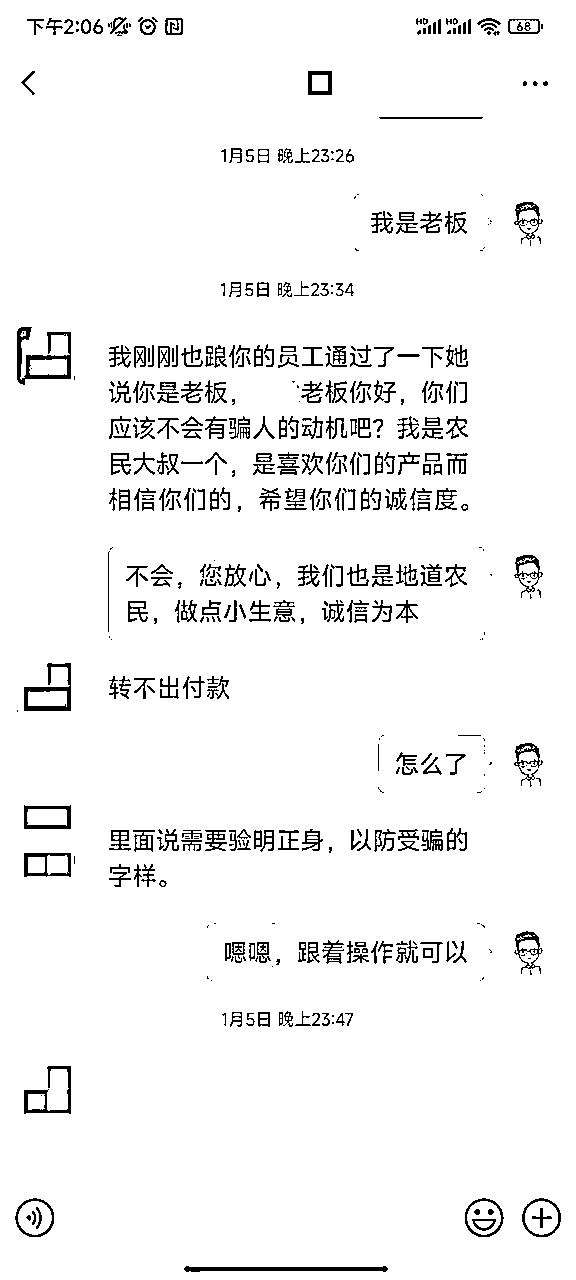 下午2:06
68
1月5日 晚上23:26
我是老板
1月5日 晚上23:34
我刚刚也踉你的员工通过了一下她
说你是老板， 老板你好，你们
应该不会有骗人的动机吧？我是农
民大叔一个，是喜欢你们的产品而
相信你们的，希望你们的诚信度。
不会，您放心，我们也是地道农
民，做点小生意，诚信为本
转不出付款
怎么了
里面说需要验明正身，以防受骗的
字样。
嗯嗯，跟着操作就可以
1月5日 晚上23:47